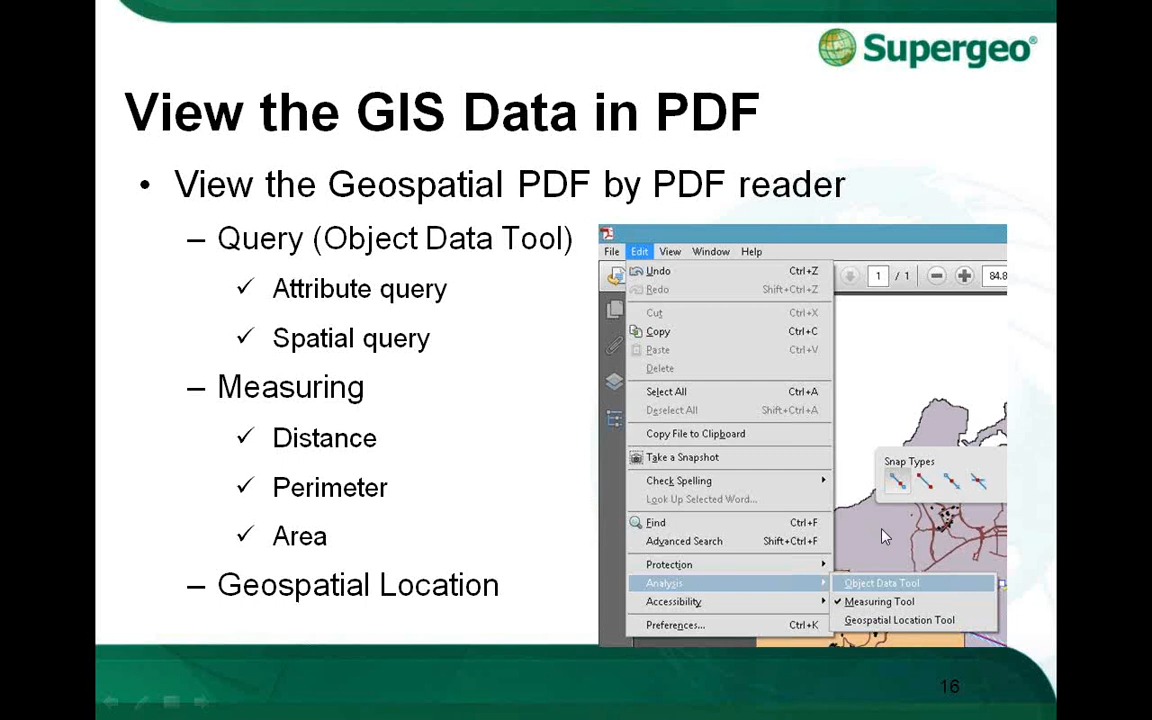 Supergeo®
View the GIS Data in PDF
• View the Geospatial PDF by PDF reader
– Query (Object Data Tool)
✓ Attribute query
✓ Spatial query
– Measuring
✓ Distance
✓ Perimeter
✓ Area
– Geospatial Location
File Edit View Window Help
1 / 1 84.8
Undo Ctrl+Z
Redo Shift+Ctrl+Z
Cut Ctrl+X
Copy Ctrl+C
Paste Ctrl+V
Delete
Select All Ctrl+A
Deselect All Shift+Ctrl+A
Copy File to Clipboard
Take a Snapshot
Check Spelling
Look Up Selected Word...
Find Ctrl+F
Advanced Search Shift+Ctrl+F
Protection
Analysis
Accessibility
Preferences... Ctrl+K
Snap Types
Object Data Tool
✓ Measuring Tool
Geospatial Location Tool
16